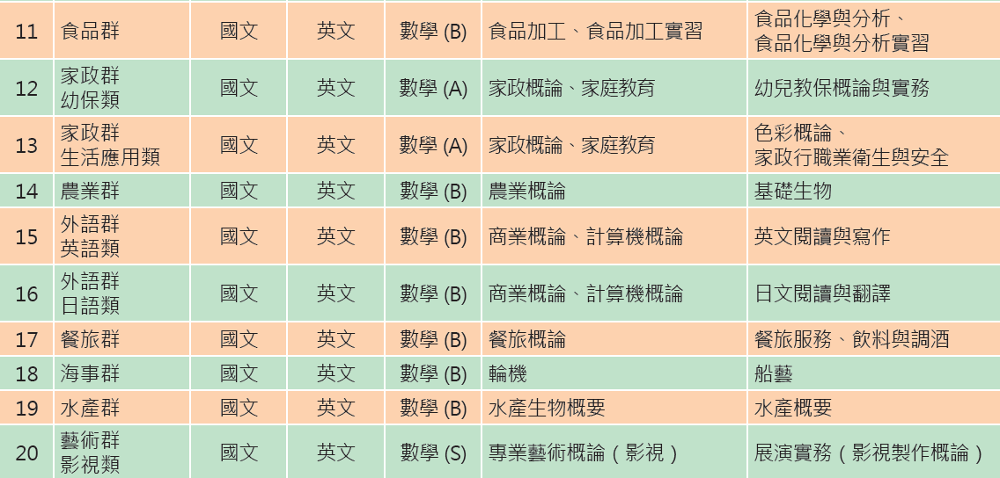 11 食品群 國文 英文 數學 (B) 食品加工、食品加工實習 食品化學與分析、
食品化學與分析實習
12 家政群
幼保類 國文 英文 數學 (A) 家政概論、家庭教育 幼兒教保概論與實務
13 家政群
生活應用類 國文 英文 數學 (A) 家政概論、家庭教育 色彩概論、
家政行職業衛生與安全
14 農業群 國文 英文 數學 (B) 農業概論 基礎生物
15 外語群
英語類 國文 英文 數學 (B) 商業概論、計算機概論 英文閱讀與寫作
16 外語群
日語類 國文 英文 數學 (B) 商業概論、計算機概論 日文閱讀與翻譯
17 餐旅群 國文 英文 數學 (B) 餐旅概論 餐旅服務、飲料與調酒
18 海事群 國文 英文 數學 (B) 輪機 船藝
19 水產群 國文 英文 數學 (B) 水產生物概要 水產概要
20 藝術群
影視類 國文 英文 數學 (S) 專業藝術概論（影視） 展演實務（影視製作概論）